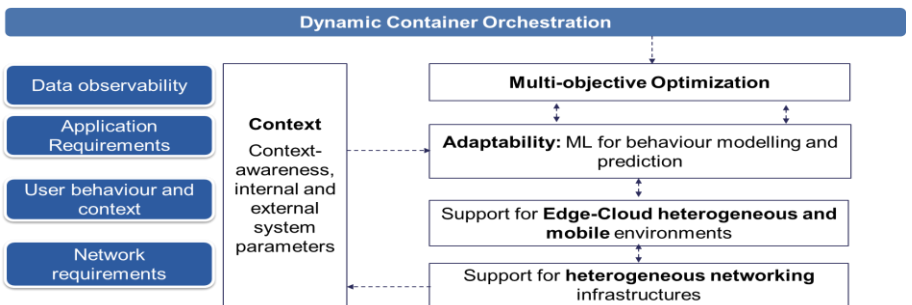 Dynamic Container Orchestration
Data observability
Application
Requirements
User behaviour and
context
Network
requirements
Context
Context-
awareness,
internal and
external
system
parameters
Multi-objective Optimization
Adaptability: ML for behaviour modelling and
prediction
Support for Edge-Cloud heterogeneous and
mobile environments
Support for heterogeneous networking
infrastructures